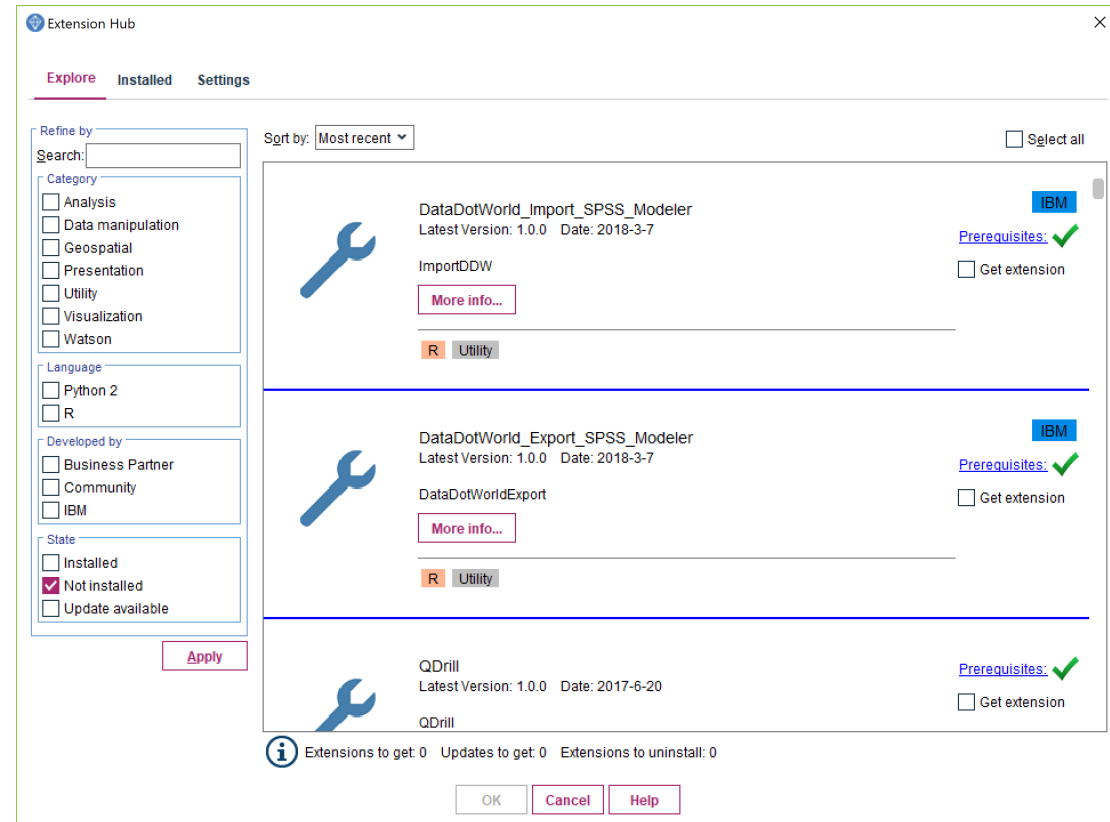 Extension Hub
Explore Installed Settings
Refine by
Search:
Category
Analysis
Data manipulation
Geospatial
Presentation
Utility
Visualization
Watson
Language
Python 2
R
Developed by
Business Partner
Community
IBM
State
Installed
Not installed
Update available
Apply
Sort by: Most recent
Select all
DataDotWorld_Import_SPSS_Modeler
IBM
Latest Version: 1.0.0 Date: 2018-3-7
Prerequisites:
ImportDDW
Get extension
More info...
R Utility
DataDotWorld_Export_SPSS_Modeler
IBM
Latest Version: 1.0.0 Date: 2018-3-7
Prerequisites:
DataDotWorldExport
Get extension
More info...
R Utility
QDrill
Prerequisites:
Latest Version: 1.0.0 Date: 2017-6-20
Get extension
QDrill
Extensions to get: 0 Updates to get: 0 Extensions to uninstall: 0
OK Cancel Help